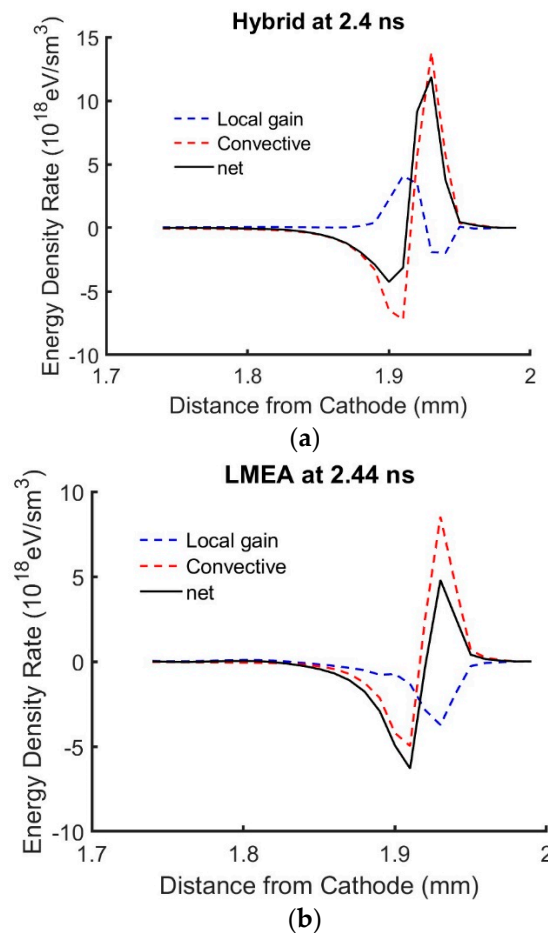 Hybrid at 2.4 ns
Energy Density Rate (10^18eV/sm^3)
15
10
5
0
-5
-10
Local gain
Convective
net
1.7
1.8
1.9
2
Distance from Cathode (mm)
(a)
LMEA at 2.44 ns
Energy Density Rate (10^18eV/sm^3)
10
5
0
-5
-10
Local gain
Convective
net
1.7
1.8
1.9
2
Distance from Cathode (mm)
(b)